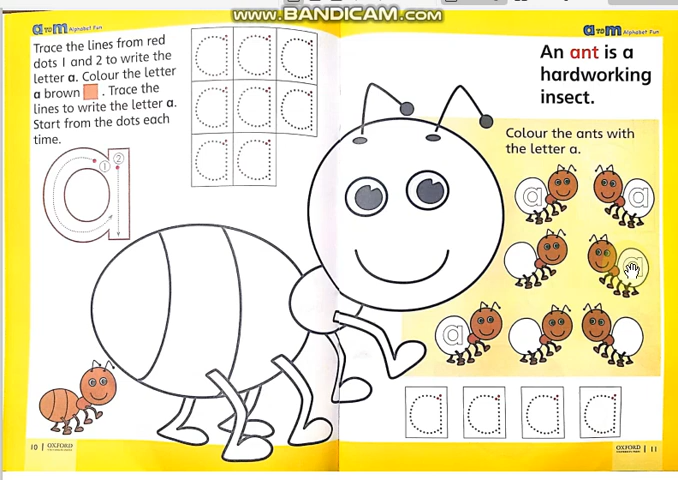 www.BANDICAM.com
a TO m Alphabet Fun
Trace the lines from red
dots 1 and 2 to write the
letter a. Colour the letter
a brown . Trace the
lines to write the letter a.
Start from the dots each
time.
a a a
a a a
a a
a 1 2
10 | OXFORD
a TO m Alphabet Fun
An ant is a
hardworking
insect.
Colour the ants with
the letter a.
a a
a
a
a a a a
OXFORD | 11